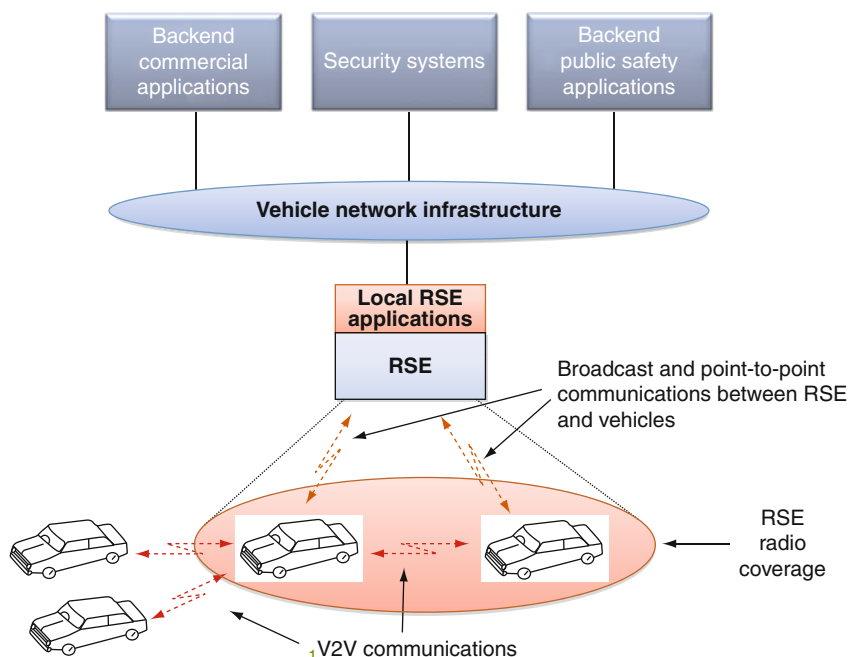 Backend
commercial
applications
Security systems
Backend
public safety
applications
Vehicle network infrastructure
Local RSE
applications
RSE
Broadcast and point-to-point
communications between RSE
and vehicles
RSE
radio
coverage
1
V2V communications